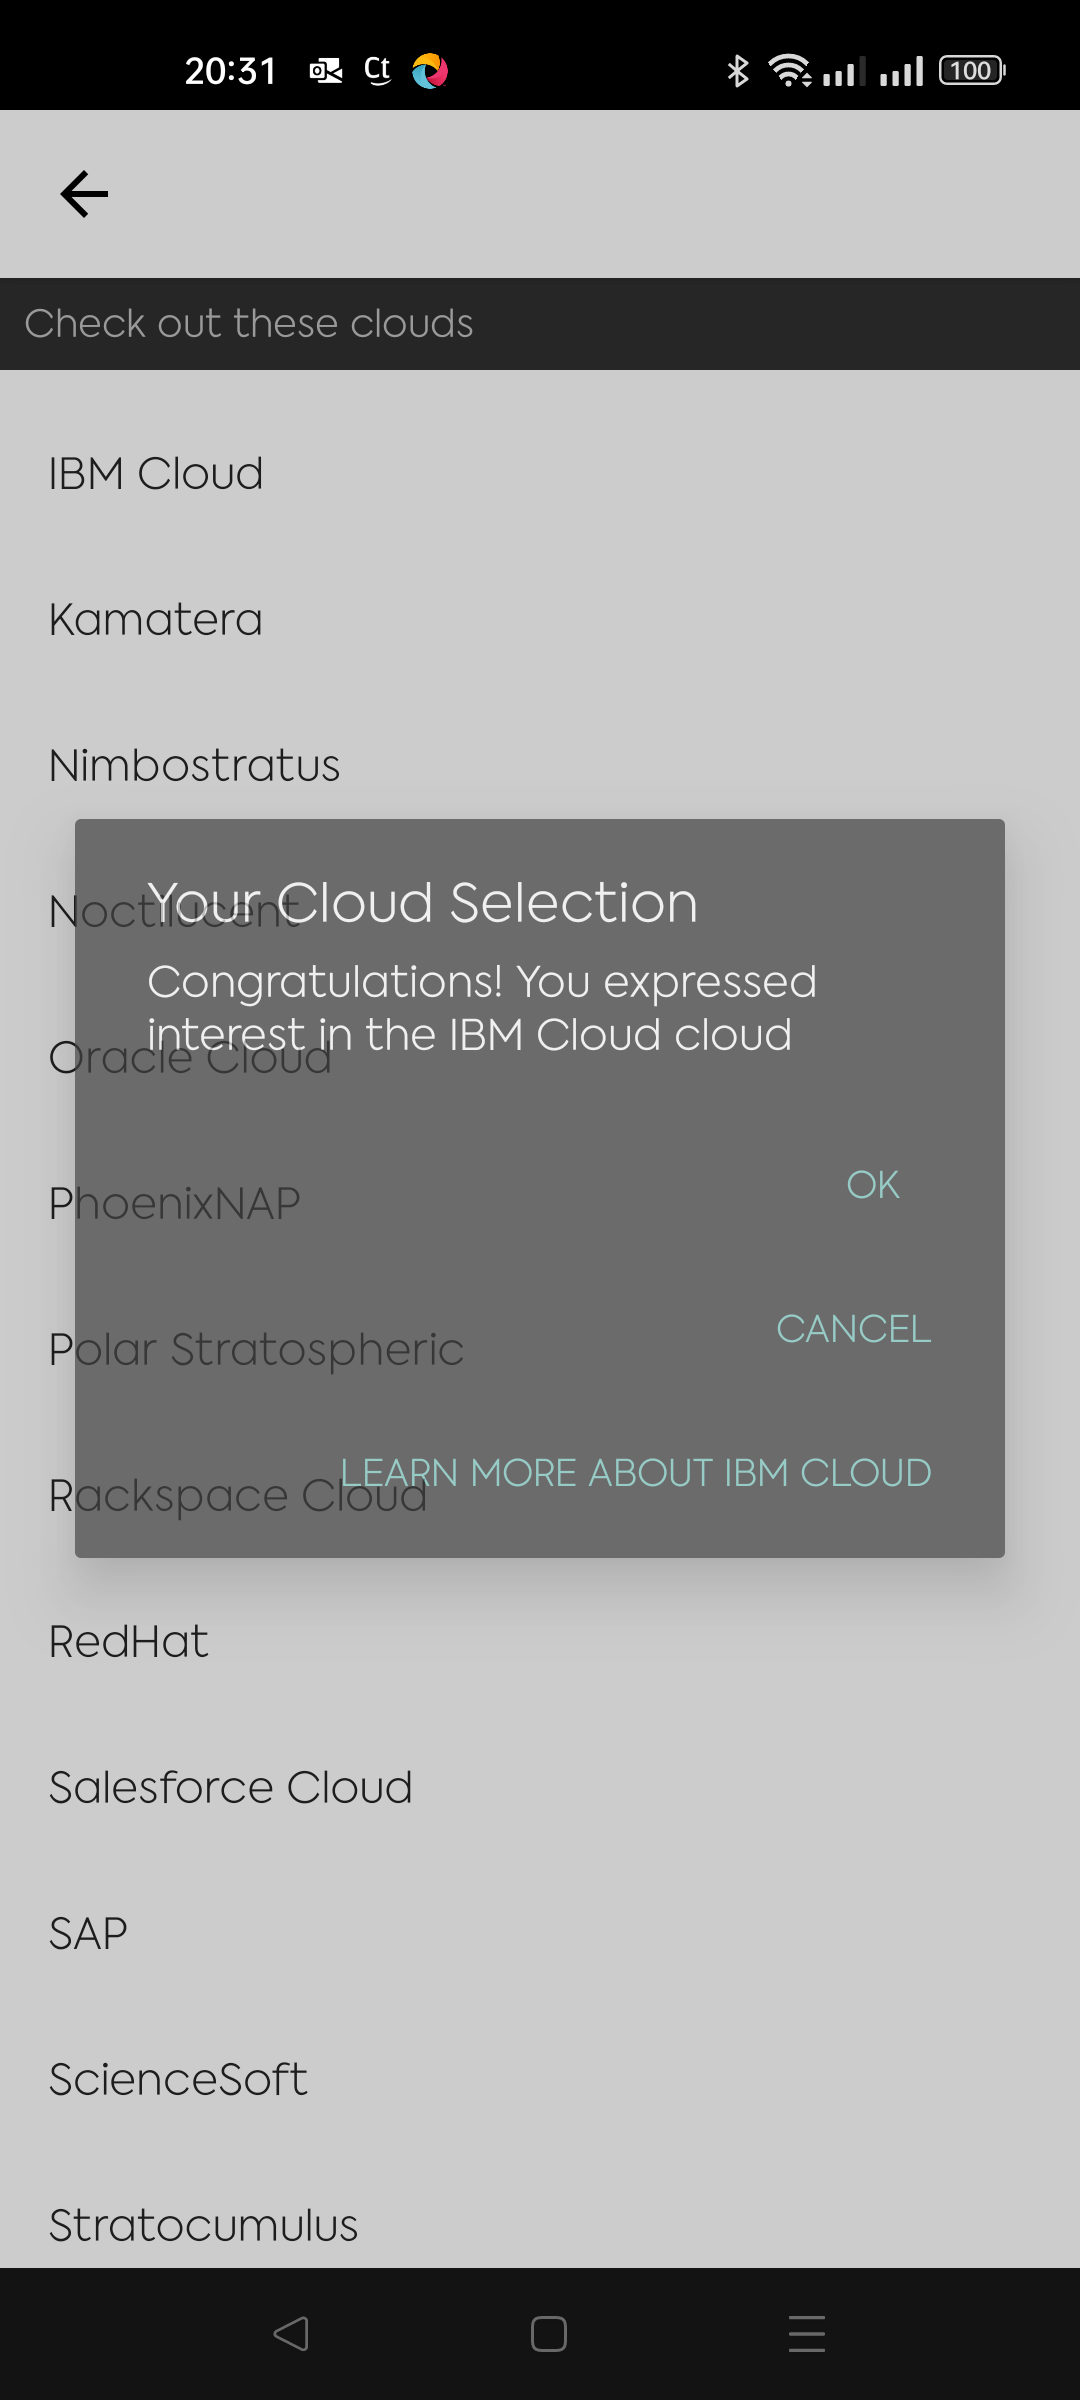 20:31
Ct
100
Check out these clouds
IBM Cloud
Kamatera
Nimbostratus
Noctilucent
Your Cloud Selection
Congratulations! You expressed
interest in the IBM Cloud cloud
Oracle Cloud
OK
PhoenixNAP
CANCEL
Polar Stratospheric
LEARN MORE ABOUT IBM CLOUD
Rackspace Cloud
RedHat
Salesforce Cloud
SAP
ScienceSoft
Stratocumulus